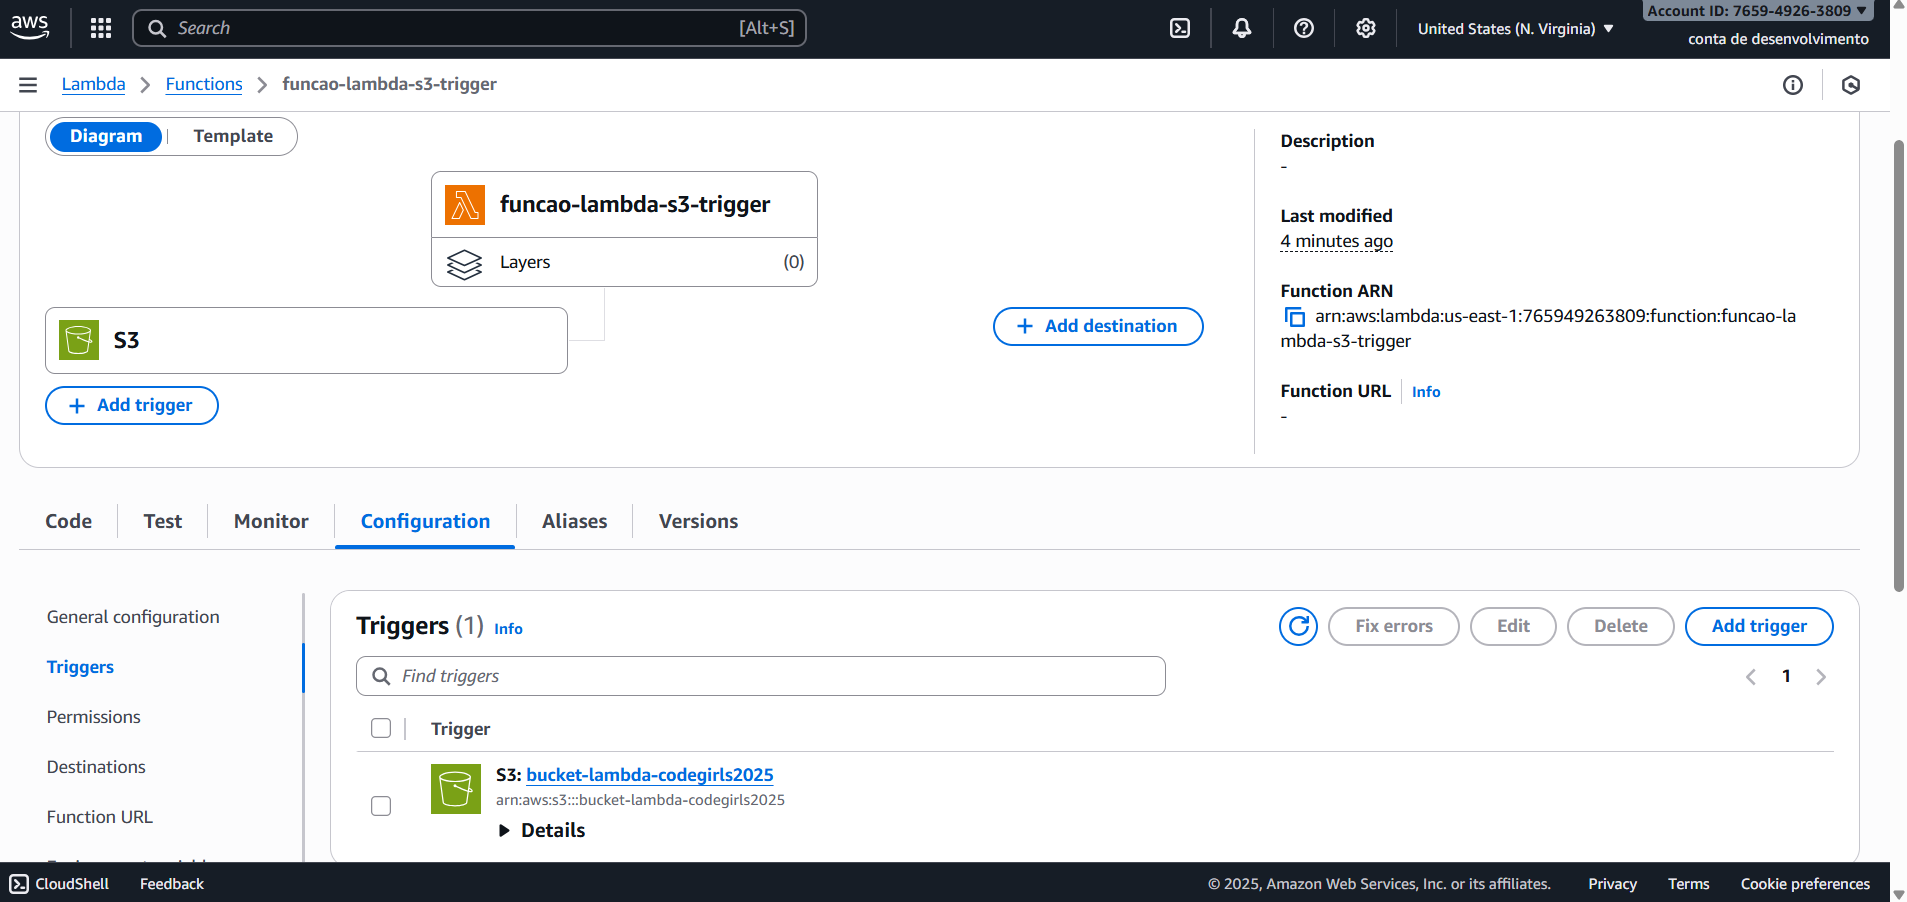 aws
Search
[Alt+S]
United States (N. Virginia)
Account ID: 7659-4926-3809
conta de desenvolvimento
Lambda
Functions
funcao-lambda-s3-trigger
Diagram
Template
funcao-lambda-s3-trigger
Layers
(0)
S3
+ Add trigger
+ Add destination
Description
-
Last modified
4 minutes ago
Function ARN
arn:aws:lambda:us-east-1:765949263809:function:funcao-la
mbda-s3-trigger
Function URL
Info
-
Code
Test
Monitor
Configuration
Aliases
Versions
General configuration
Triggers
Permissions
Destinations
Function URL
Triggers (1) Info
Fix errors
Edit
Delete
Add trigger
Find triggers
1
Trigger
S3: bucket-lambda-codegirls2025
arn:aws:s3:::bucket-lambda-codegirls2025
Details
CloudShell
Feedback
© 2025, Amazon Web Services, Inc. or its affiliates.
Privacy
Terms
Cookie preferences